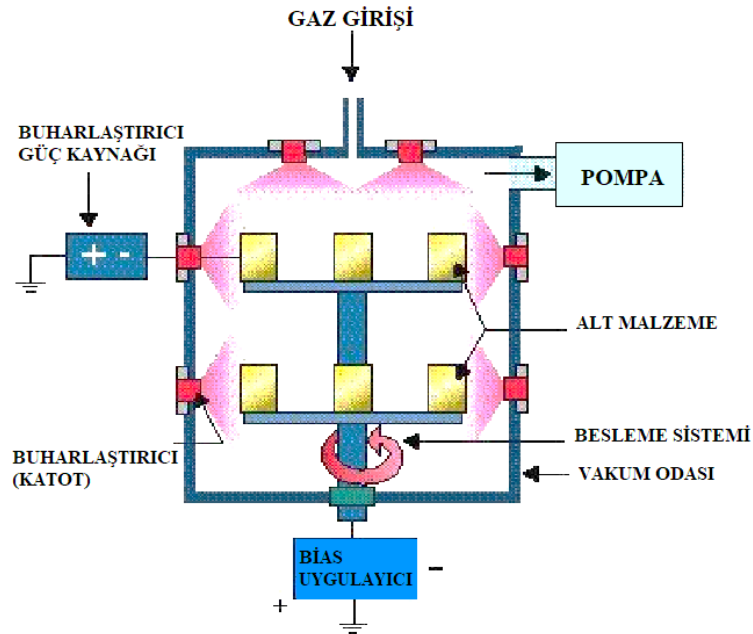 GAZ GİRİŞİ
BUHARLAŞTIRICI
GÜÇ KAYNAĞI
POMPA
+ -
ALT MALZEME
BESLEME SİSTEMİ
BUHARLAŞTIRICI
(KATOT)
VAKUM ODASI
BİAS
UYGULAYICI
-
+